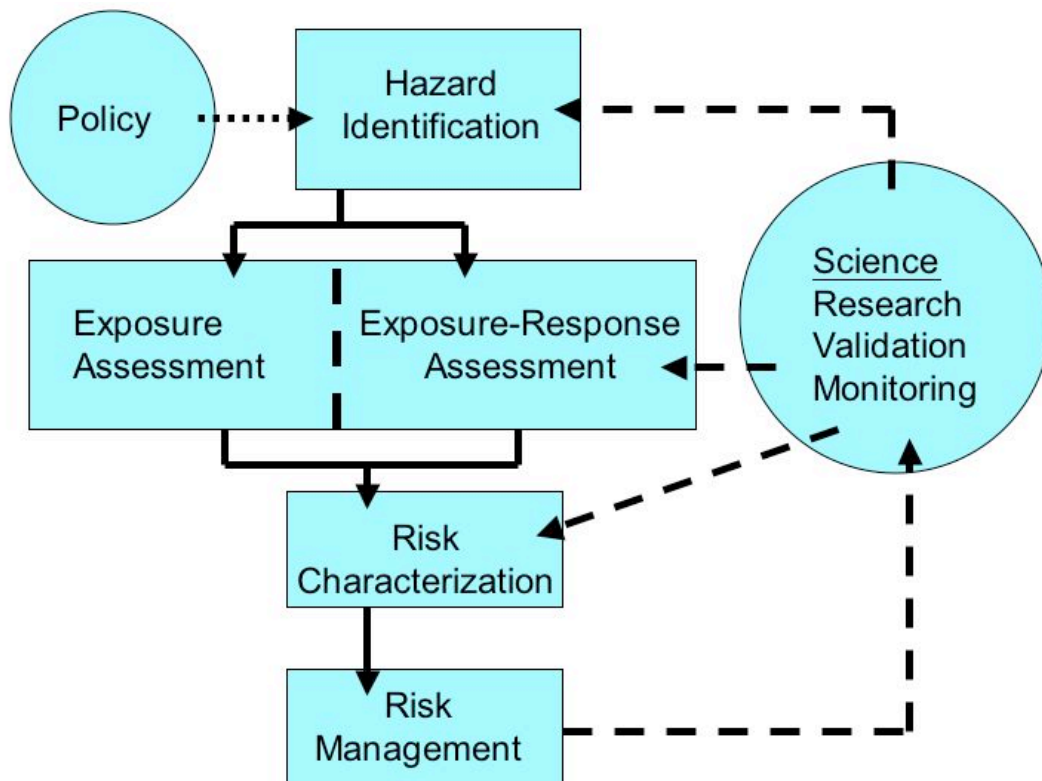 Policy
Hazard
Identification
Exposure
Assessment
Exposure-Response
Assessment
Science
Research
Validation
Monitoring
Risk
Characterization
Risk
Management